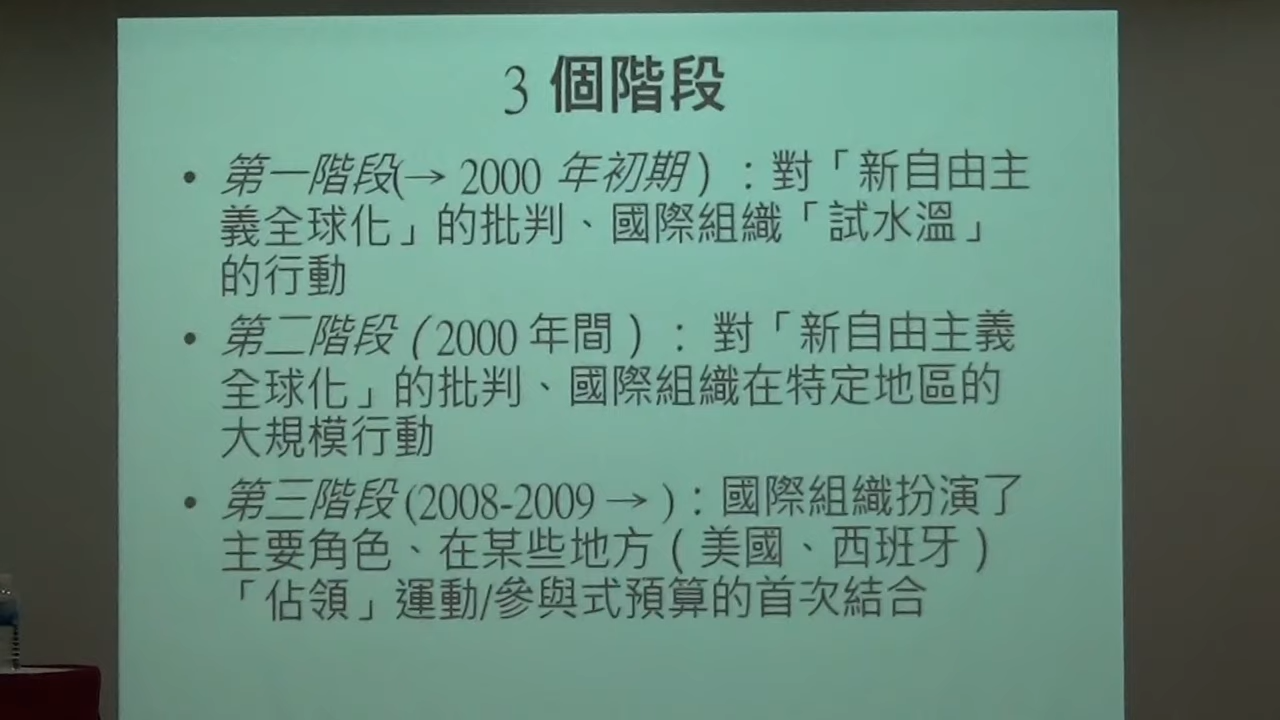 3 個階段
• 第一階段(→ 2000 年初期）：對「新自由主
義全球化」的批判、國際組織「試水溫」
的行動
• 第二階段（2000 年間）： 對「新自由主義
全球化」的批判、國際組織在特定地區的
大規模行動
• 第三階段 (2008-2009 → )：國際組織扮演了
主要角色、在某些地方（美國、西班牙）
「佔領」運動/參與式預算的首次結合